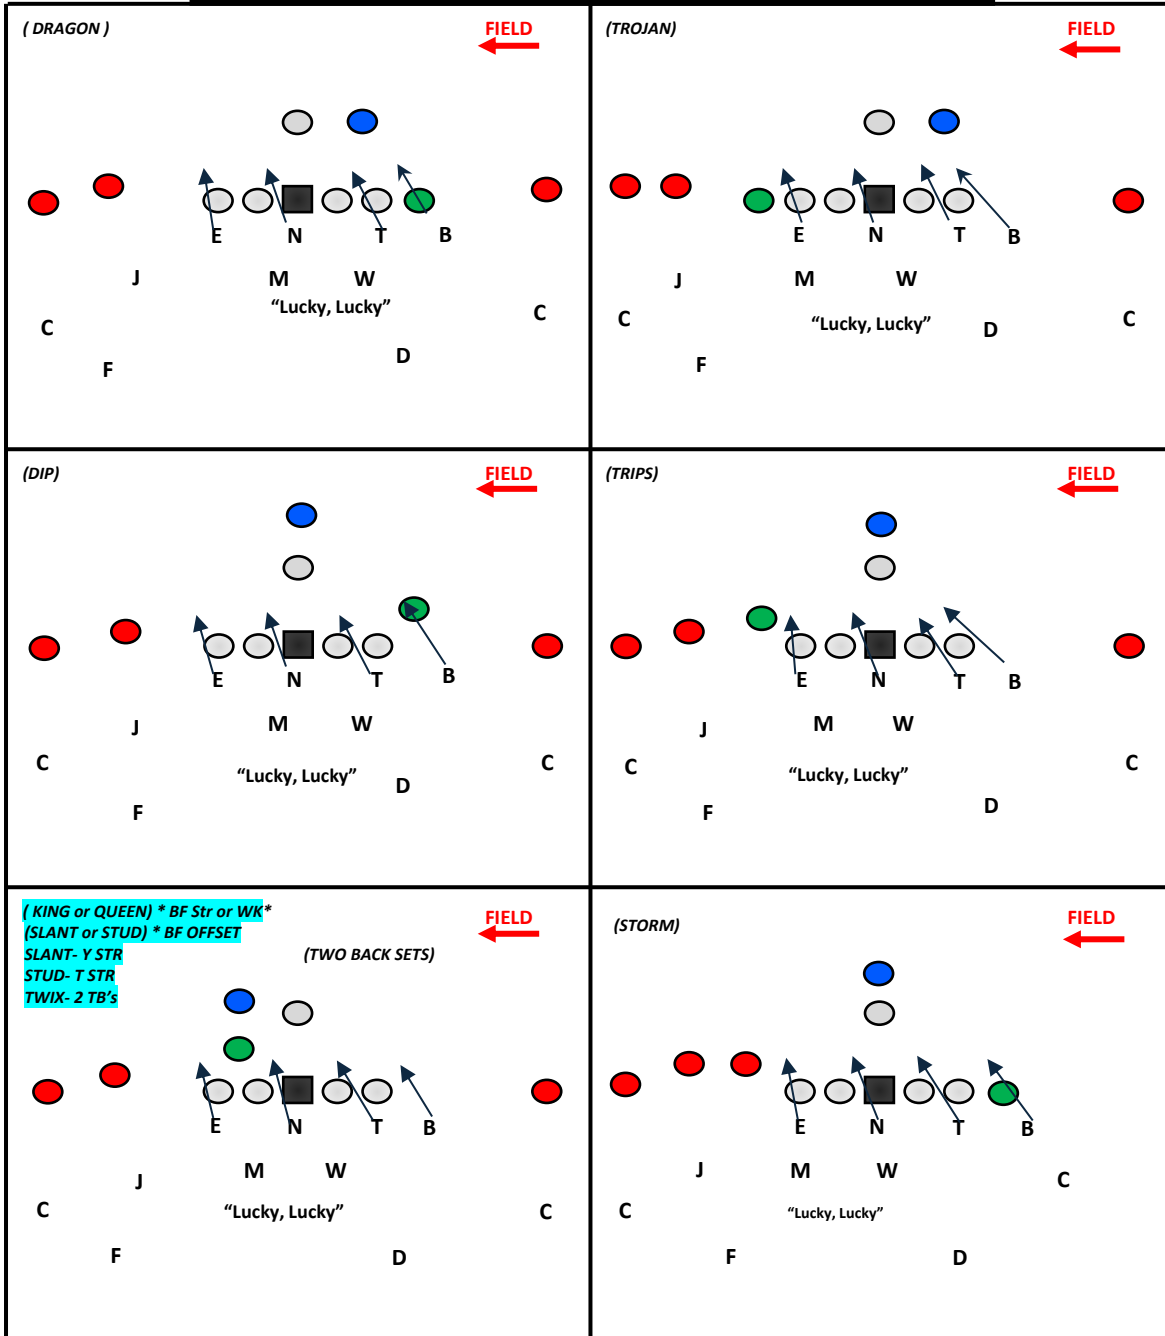 ( DRAGON )
FIELD
E N T B
J M W
"Lucky, Lucky"
C C
F D
(TROJAN)
FIELD
E N T B
J M W
"Lucky, Lucky"
C D C
F
(DIP)
FIELD
E N T B
J M W
C "Lucky, Lucky" D C
F
(TRIPS)
FIELD
E N T B
J M W
C "Lucky, Lucky" C
F D
( KING or QUEEN) * BF Str or WK*
(SLANT or STUD) * BF OFFSET
SLANT- Y STR
STUD- T STR
TWIX- 2 TB's
(TWO BACK SETS)
FIELD
E N T B
J M W
C "Lucky, Lucky" C
F D
(STORM)
FIELD
E N T B
J M W C
C "Lucky, Lucky"
F D